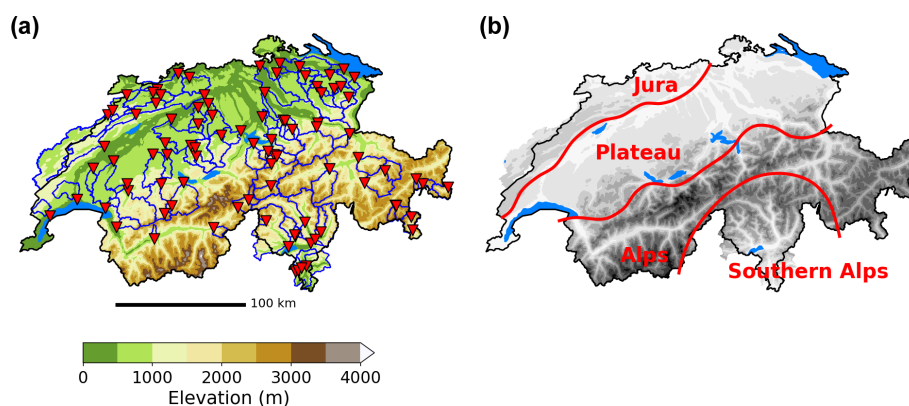 (a)
(b)
Jura
Plateau
Alps
Southern Alps
100 km
0 1000 2000 3000 4000
Elevation (m)